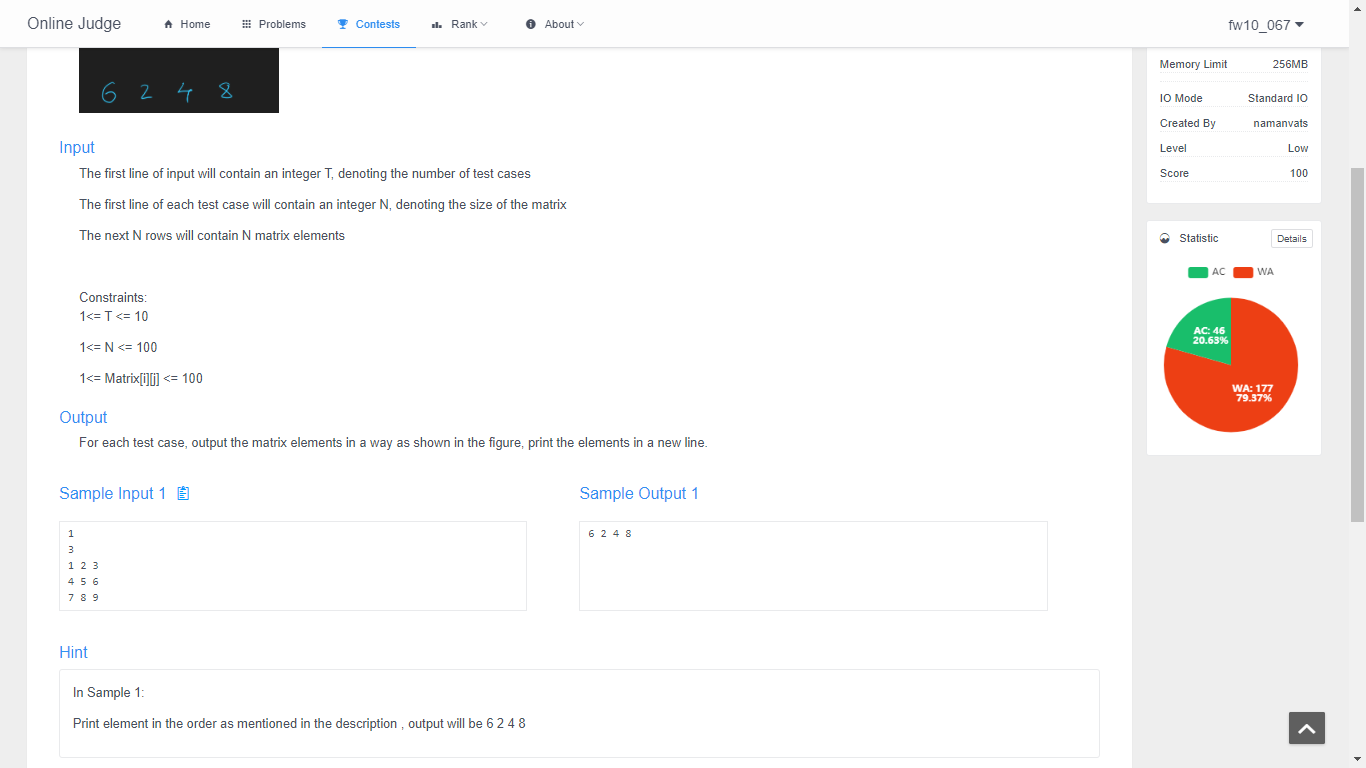 Online Judge Home Problems Contests Rank About fw10_067
6 2 4 8
Input
The first line of input will contain an integer T, denoting the number of test cases
The first line of each test case will contain an integer N, denoting the size of the matrix
The next N rows will contain N matrix elements
Constraints:
1<= T <= 10
1<= N <= 100
1<= Matrix[i][j] <= 100
Output
For each test case, output the matrix elements in a way as shown in the figure, print the elements in a new line.
Sample Input 1
1
3
1 2 3
4 5 6
7 8 9
Sample Output 1
6 2 4 8
Hint
In Sample 1:
Print element in the order as mentioned in the description , output will be 6 2 4 8
Memory Limit 256MB
IO Mode Standard IO
Created By namanvats
Level Low
Score 100
Statistic Details
AC WA
AC: 46
20.63%
WA: 177
79.37%